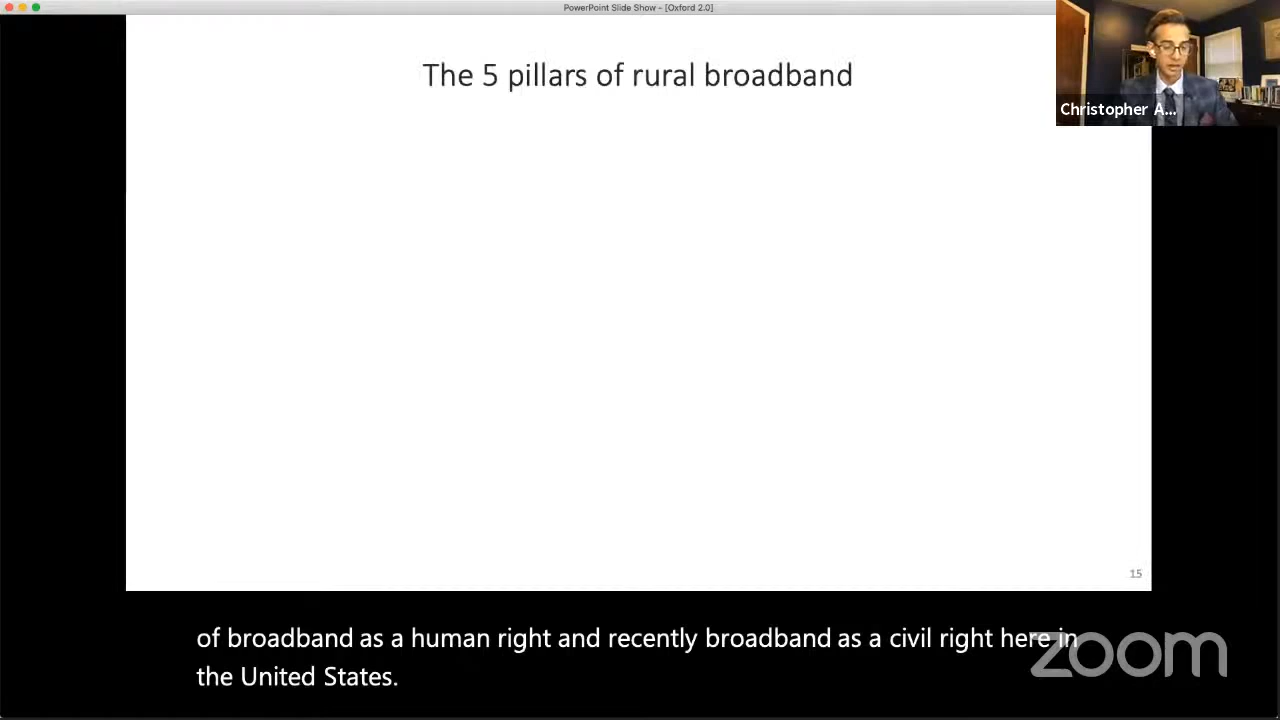 PowerPoint Slide Show - [Oxford 2.0]
The 5 pillars of rural broadband
Christopher A...
15
of broadband as a human right and recently broadband as a civil right here in
the United States.
zoom